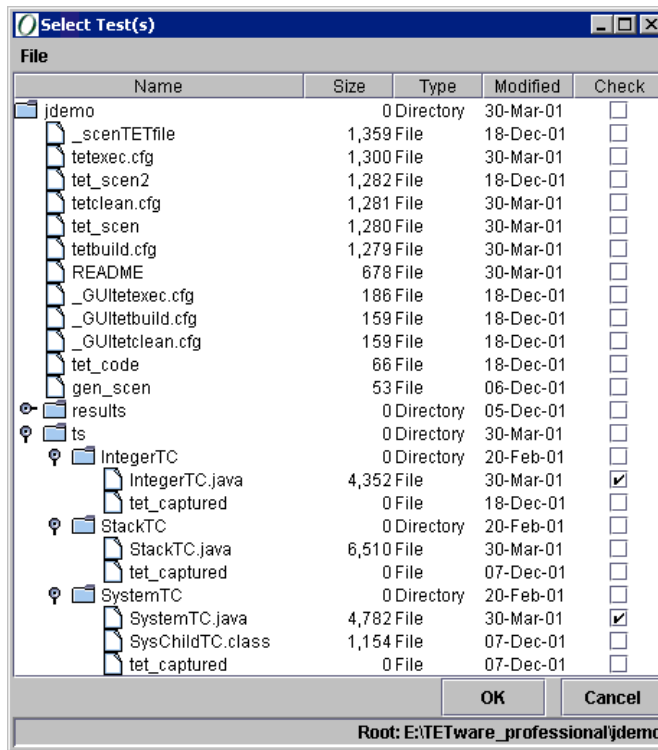 Select Test(s)
File
Name Size Type Modified Check
jdemo 0 Directory 30-Mar-01
_scenTETfile 1,359 File 18-Dec-01
tetexec.cfg 1,300 File 30-Mar-01
tet_scen2 1,282 File 18-Dec-01
tetclean.cfg 1,281 File 30-Mar-01
tet_scen 1,280 File 30-Mar-01
tetbuild.cfg 1,279 File 30-Mar-01
README 678 File 30-Mar-01
_GUItetexec.cfg 186 File 18-Dec-01
_GUItetbuild.cfg 159 File 18-Dec-01
_GUItetclean.cfg 159 File 18-Dec-01
tet_code 66 File 18-Dec-01
gen_scen 53 File 06-Dec-01
results 0 Directory 05-Dec-01
ts 0 Directory 30-Mar-01
IntegerTC 0 Directory 20-Feb-01
IntegerTC.java 4,352 File 30-Mar-01
tet_captured 0 File 18-Dec-01
StackTC 0 Directory 20-Feb-01
StackTC.java 6,510 File 30-Mar-01
tet_captured 0 File 07-Dec-01
SystemTC 0 Directory 20-Feb-01
SystemTC.java 4,782 File 30-Mar-01
SysChildTC.class 1,154 File 07-Dec-01
tet_captured 0 File 07-Dec-01
OK Cancel
Root: E:\TETware_professional\jdemo